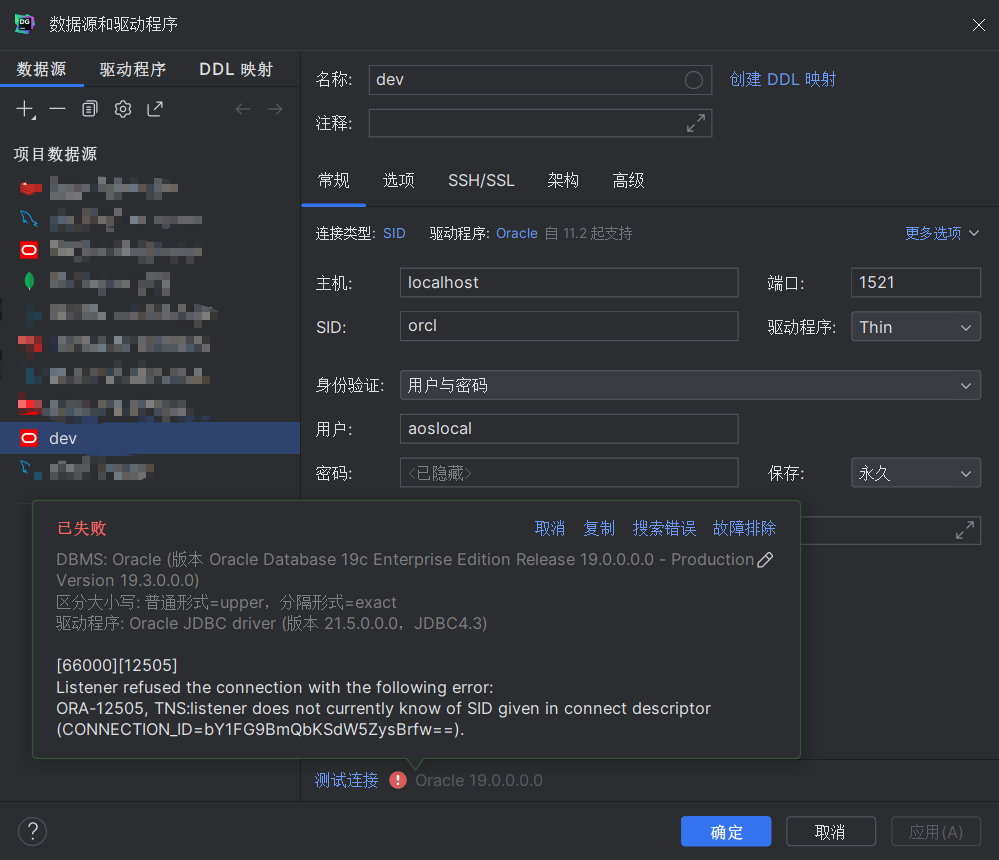 数据源和驱动程序
数据源 驱动程序 DDL 映射
项目数据源
dev
名称: dev 创建 DDL 映射
注释:
常规 选项 SSH/SSL 架构 高级
连接类型: SID 驱动程序: Oracle 自 11.2 起支持 更多选项
主机: localhost 端口: 1521
SID: orcl 驱动程序: Thin
身份验证: 用户与密码
用户: aoslocal
密码: <已隐藏> 保存: 永久
已失败 取消 复制 搜索错误 故障排除
DBMS: Oracle (版本 Oracle Database 19c Enterprise Edition Release 19.0.0.0.0 - Production
Version 19.3.0.0.0)
区分大小写: 普通形式=upper，分隔形式=exact
驱动程序: Oracle JDBC driver (版本 21.5.0.0.0，JDBC4.3)
[66000][12505]
Listener refused the connection with the following error:
ORA-12505, TNS:listener does not currently know of SID given in connect descriptor
(CONNECTION_ID=bY1FG9BmQbKSdW5ZysBrfw==).
测试连接 Oracle 19.0.0.0.0
? 确定 取消 应用(A)